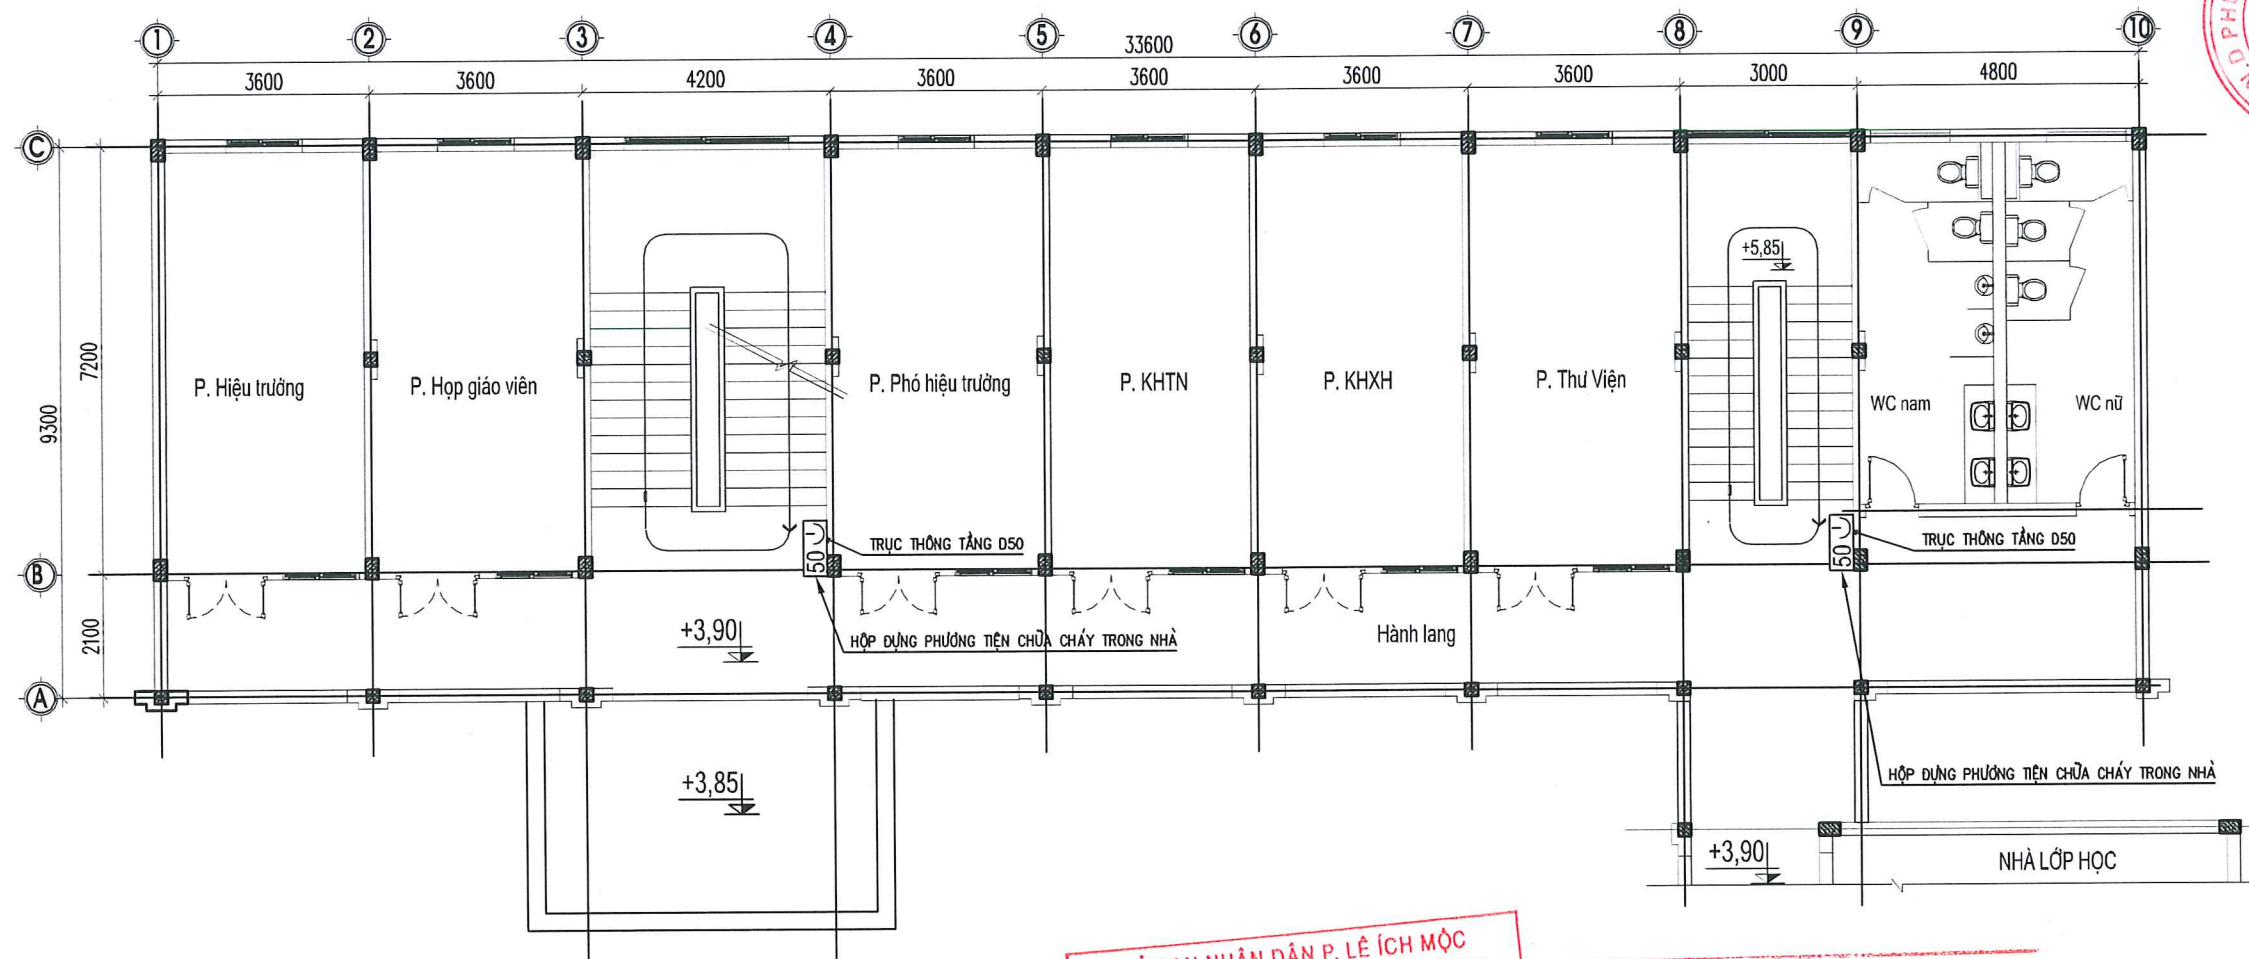 1 2 3 4 5 6 7 8 9 10
33600
3600 3600 4200 3600 3600 3600 3600 3000 4800
C
+5,85
7200
9300
P. Hiệu trưởng
P. Họp giáo viên
P. Phó hiệu trưởng
P. KHTN
P. KHXH
P. Thư Viện
WC nam
WC nữ
50
TRỤC THÔNG TẦNG D50
50
TRỤC THÔNG TẦNG D50
B
2100
+3,90
HỘP ĐỰNG PHƯƠNG TIỆN CHỮA CHÁY TRONG NHÀ
Hành lang
A
+3,85
HỘP ĐỰNG PHƯƠNG TIỆN CHỮA CHÁY TRONG NHÀ
+3,90
NHÀ LỚP HỌC
NHÂN DÂN P. LÊ ÍCH MỘC